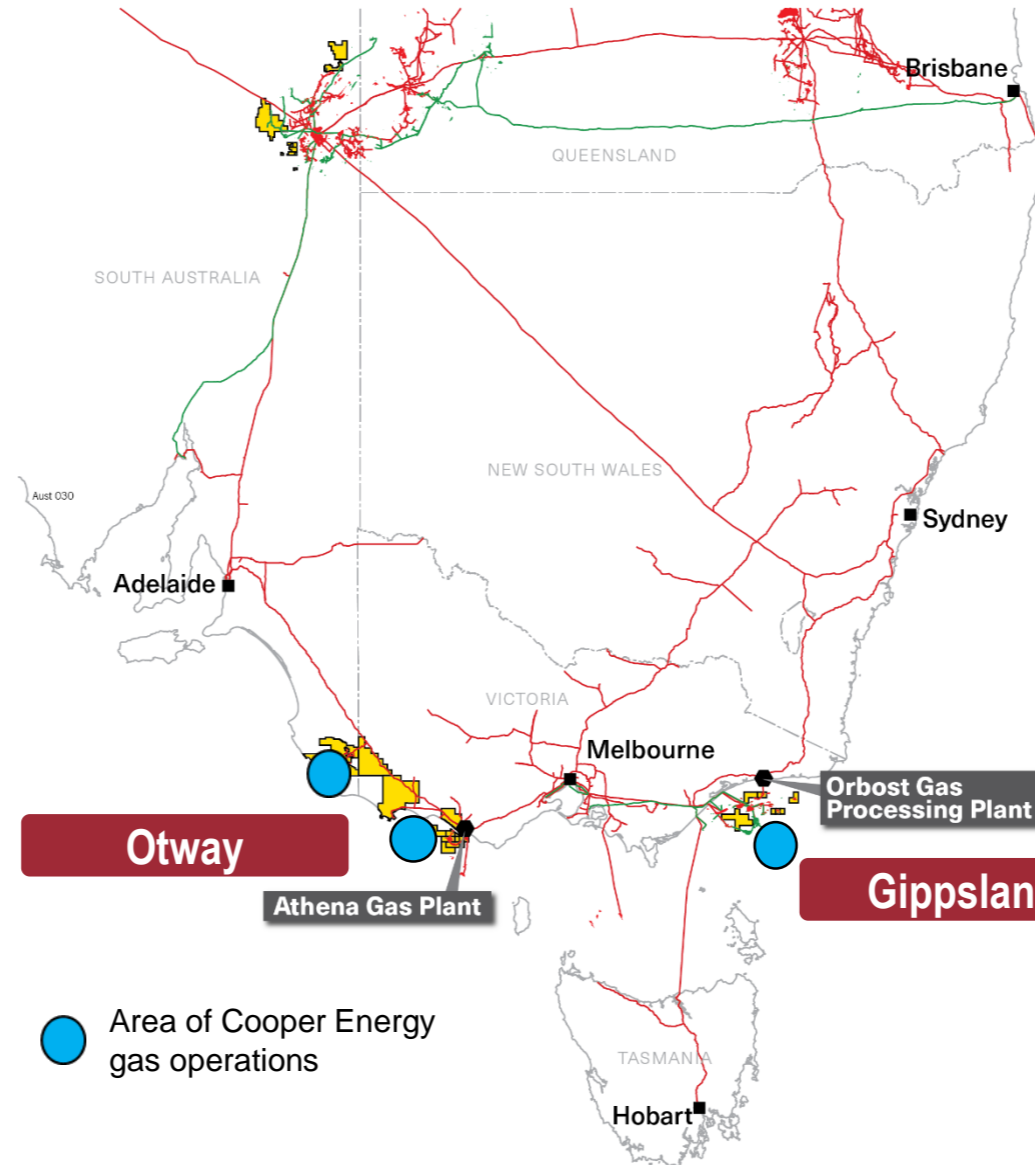 Brisbane
QUEENSLAND
SOUTH AUSTRALIA
NEW SOUTH WALES
Aust 030
Sydney
Adelaide
VICTORIA
Melbourne
Orbost Gas
Processing Plant
Otway
Gippslan
Athena Gas Plant
Area of Cooper Energy
gas operations
TASMANIA
Hobart